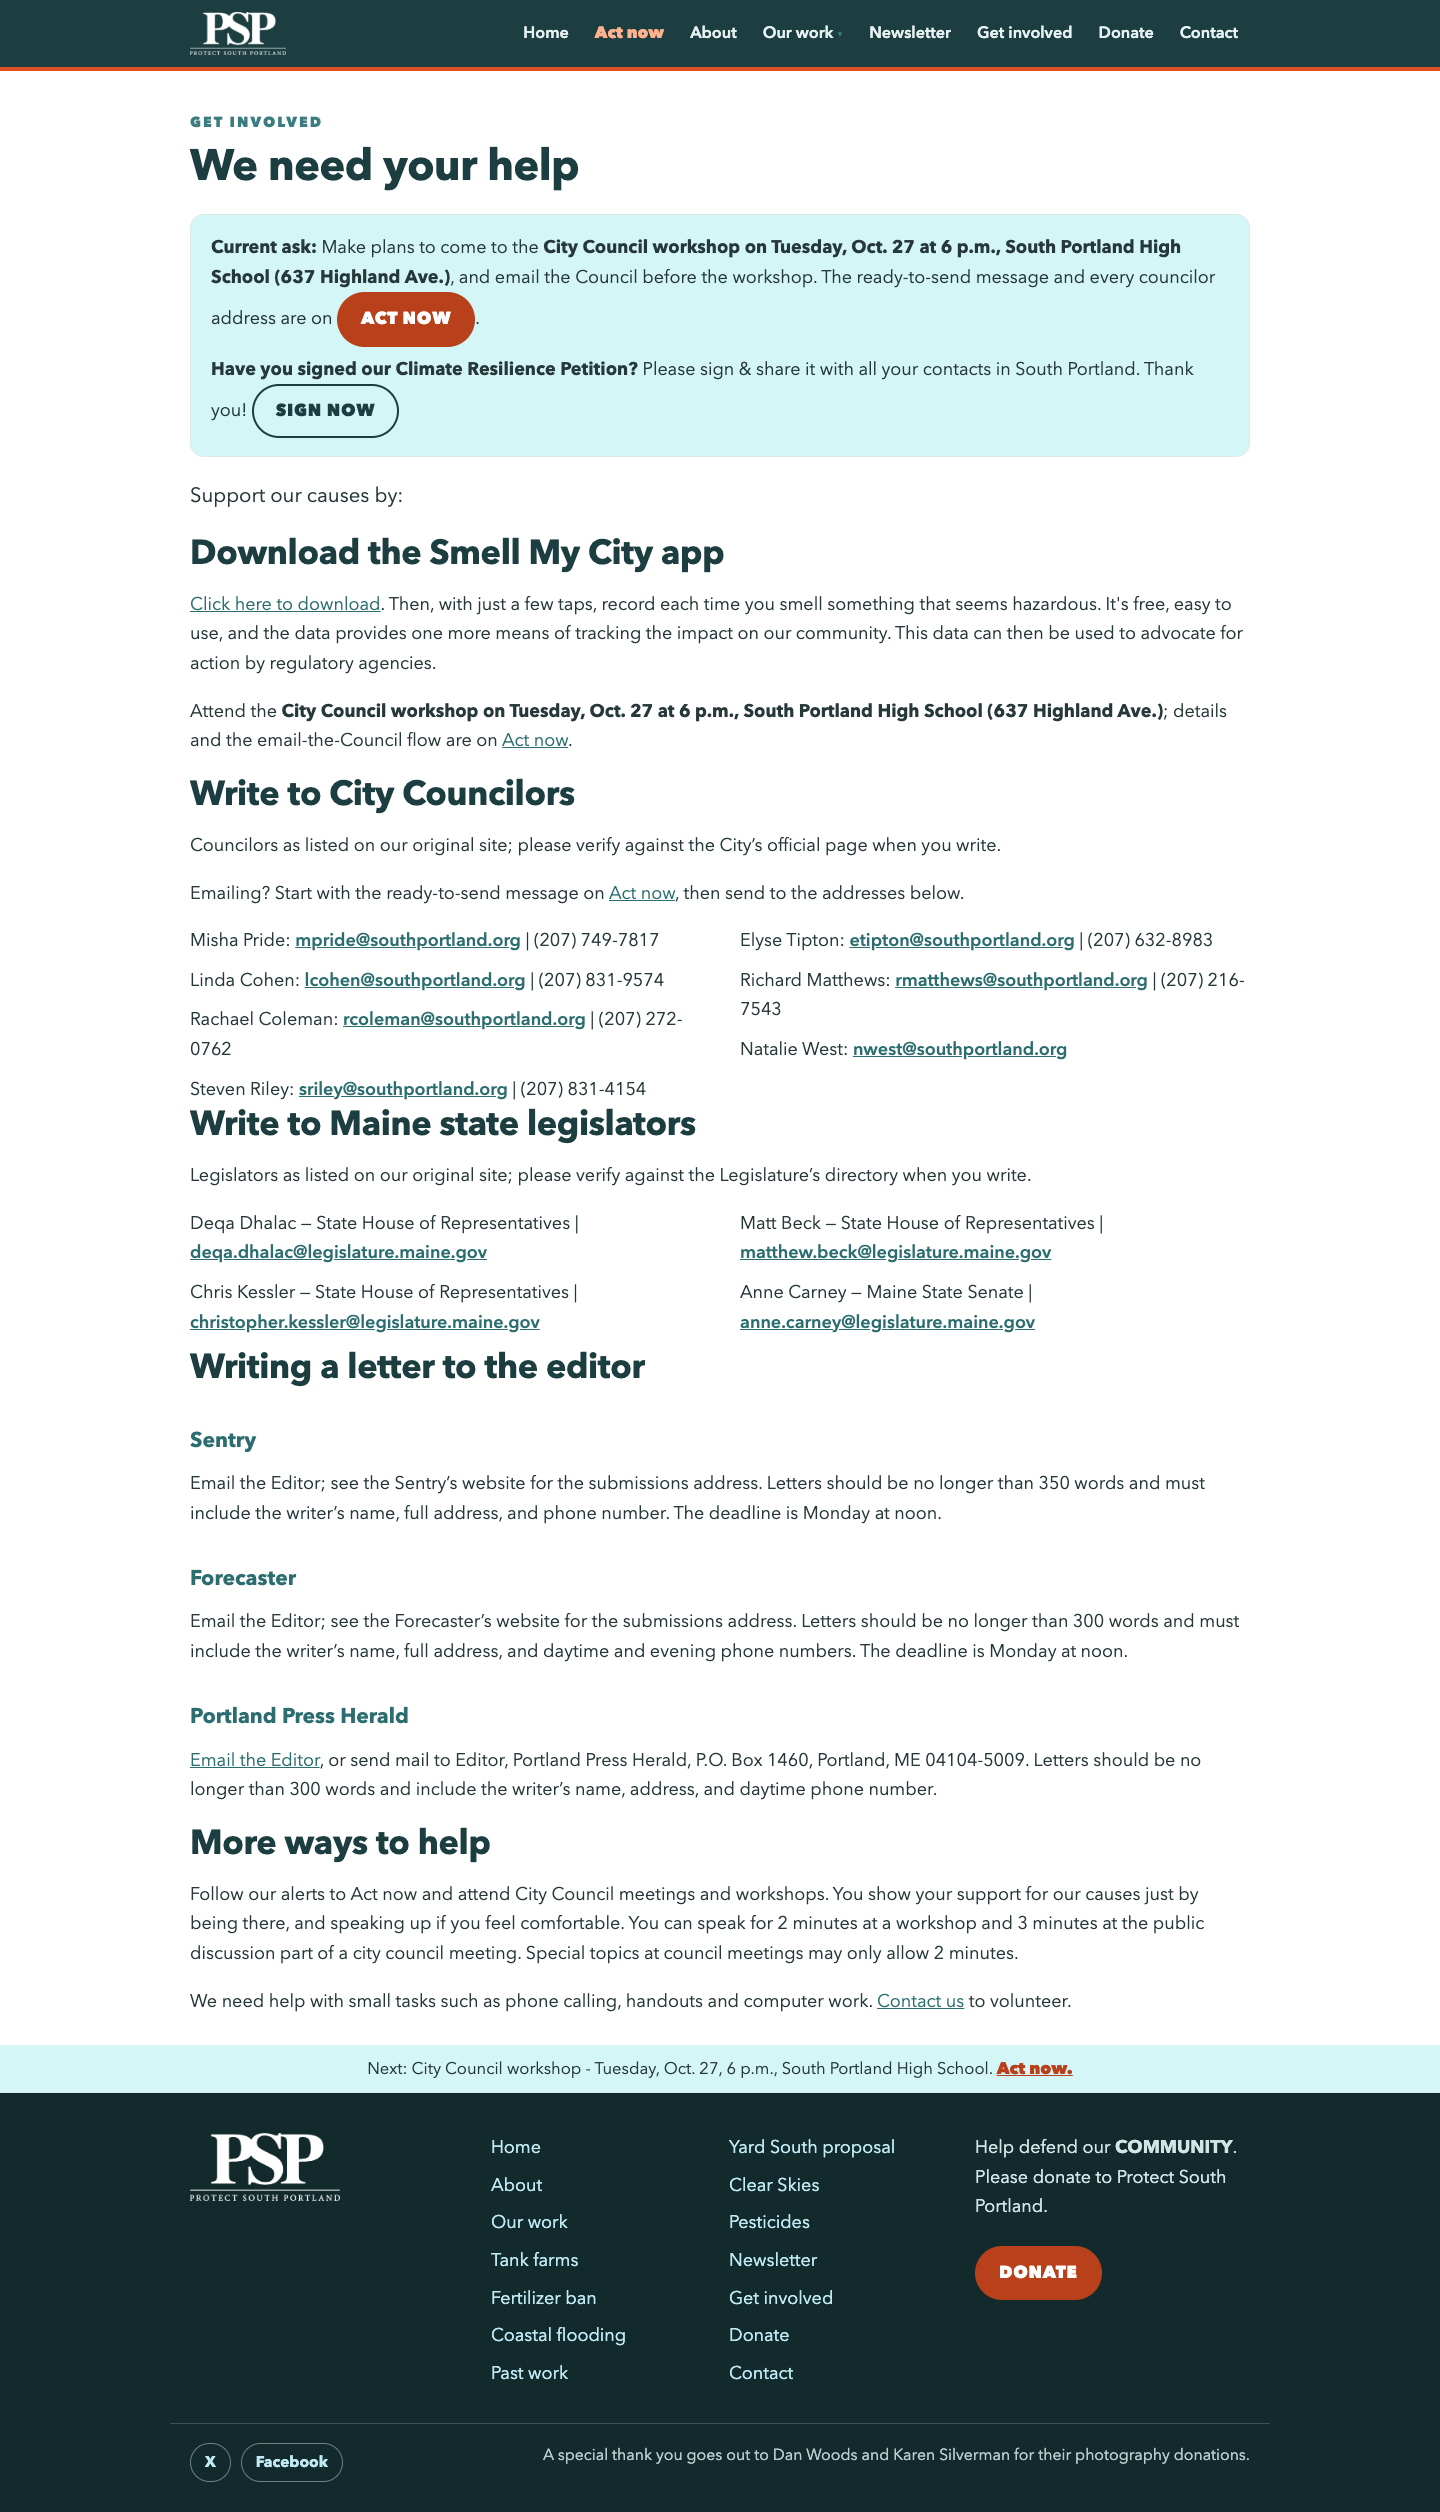 PSP
PROTECT SOUTH PORTLAND
Home Act now About Our work Newsletter Get involved Donate Contact
GET INVOLVED
We need your help
Current ask: Make plans to come to the City Council workshop on Tuesday, Oct. 27 at 6 p.m., South Portland High
School (637 Highland Ave.), and email the Council before the workshop. The ready-to-send message and every councilor
address are on ACT NOW.
Have you signed our Climate Resilience Petition? Please sign & share it with all your contacts in South Portland. Thank
you! SIGN NOW
Support our causes by:
Download the Smell My City app
Click here to download. Then, with just a few taps, record each time you smell something that seems hazardous. It's free, easy to
use, and the data provides one more means of tracking the impact on our community. This data can then be used to advocate for
action by regulatory agencies.
Attend the City Council workshop on Tuesday, Oct. 27 at 6 p.m., South Portland High School (637 Highland Ave.); details
and the email-the-Council flow are on Act now.
Write to City Councilors
Councilors as listed on our original site; please verify against the City’s official page when you write.
Emailing? Start with the ready-to-send message on Act now, then send to the addresses below.
Misha Pride: mpride@southportland.org | (207) 749-7817
Linda Cohen: lcohen@southportland.org | (207) 831-9574
Rachael Coleman: rcoleman@southportland.org | (207) 272-
0762
Steven Riley: sriley@southportland.org | (207) 831-4154
Elyse Tipton: etipton@southportland.org | (207) 632-8983
Richard Matthews: rmatthews@southportland.org | (207) 216-
7543
Natalie West: nwest@southportland.org
Write to Maine state legislators
Legislators as listed on our original site; please verify against the Legislature’s directory when you write.
Deqa Dhalac — State House of Representatives |
deqa.dhalac@legislature.maine.gov
Chris Kessler — State House of Representatives |
christopher.kessler@legislature.maine.gov
Matt Beck — State House of Representatives |
matthew.beck@legislature.maine.gov
Anne Carney — Maine State Senate |
anne.carney@legislature.maine.gov
Writing a letter to the editor
Sentry
Email the Editor; see the Sentry’s website for the submissions address. Letters should be no longer than 350 words and must
include the writer’s name, full address, and phone number. The deadline is Monday at noon.
Forecaster
Email the Editor; see the Forecaster’s website for the submissions address. Letters should be no longer than 300 words and must
include the writer’s name, full address, and daytime and evening phone numbers. The deadline is Monday at noon.
Portland Press Herald
Email the Editor, or send mail to Editor, Portland Press Herald, P.O. Box 1460, Portland, ME 04104-5009. Letters should be no
longer than 300 words and include the writer’s name, address, and daytime phone number.
More ways to help
Follow our alerts to Act now and attend City Council meetings and workshops. You show your support for our causes just by
being there, and speaking up if you feel comfortable. You can speak for 2 minutes at a workshop and 3 minutes at the public
discussion part of a city council meeting. Special topics at council meetings may only allow 2 minutes.
We need help with small tasks such as phone calling, handouts and computer work. Contact us to volunteer.
Next: City Council workshop - Tuesday, Oct. 27, 6 p.m., South Portland High School. Act now.
PSP
PROTECT SOUTH PORTLAND
Home
About
Our work
Tank farms
Fertilizer ban
Coastal flooding
Past work
Yard South proposal
Clear Skies
Pesticides
Newsletter
Get involved
Donate
Contact
Help defend our COMMUNITY.
Please donate to Protect South
Portland.
DONATE
X Facebook
A special thank you goes out to Dan Woods and Karen Silverman for their photography donations.